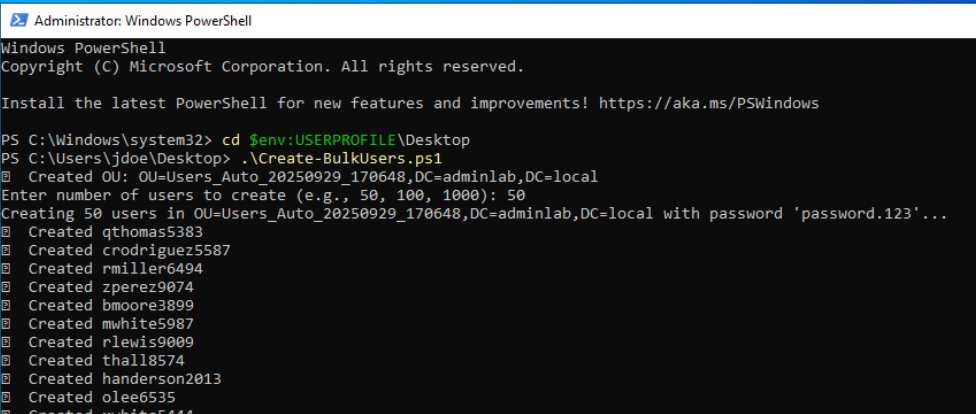 Administrator: Windows PowerShell
Windows PowerShell
Copyright (C) Microsoft Corporation. All rights reserved.
Install the latest PowerShell for new features and improvements! https://aka.ms/PSWindows
PS C:\Windows\system32> cd $env:USERPROFILE\Desktop
PS C:\Users\jdoe\Desktop> .\Create-BulkUsers.ps1
Created OU: OU=Users_Auto_20250929_170648,DC=adminlab,DC=local
Enter number of users to create (e.g., 50, 100, 1000): 50
Creating 50 users in OU=Users_Auto_20250929_170648,DC=adminlab,DC=local with password 'password.123'...
Created qthomas5383
Created crodriguez5587
Created rmiller6494
Created zperez9074
Created bmoore3899
Created mwhite5987
Created rlewis9009
Created thall8574
Created handerson2013
Created olee6535
Created